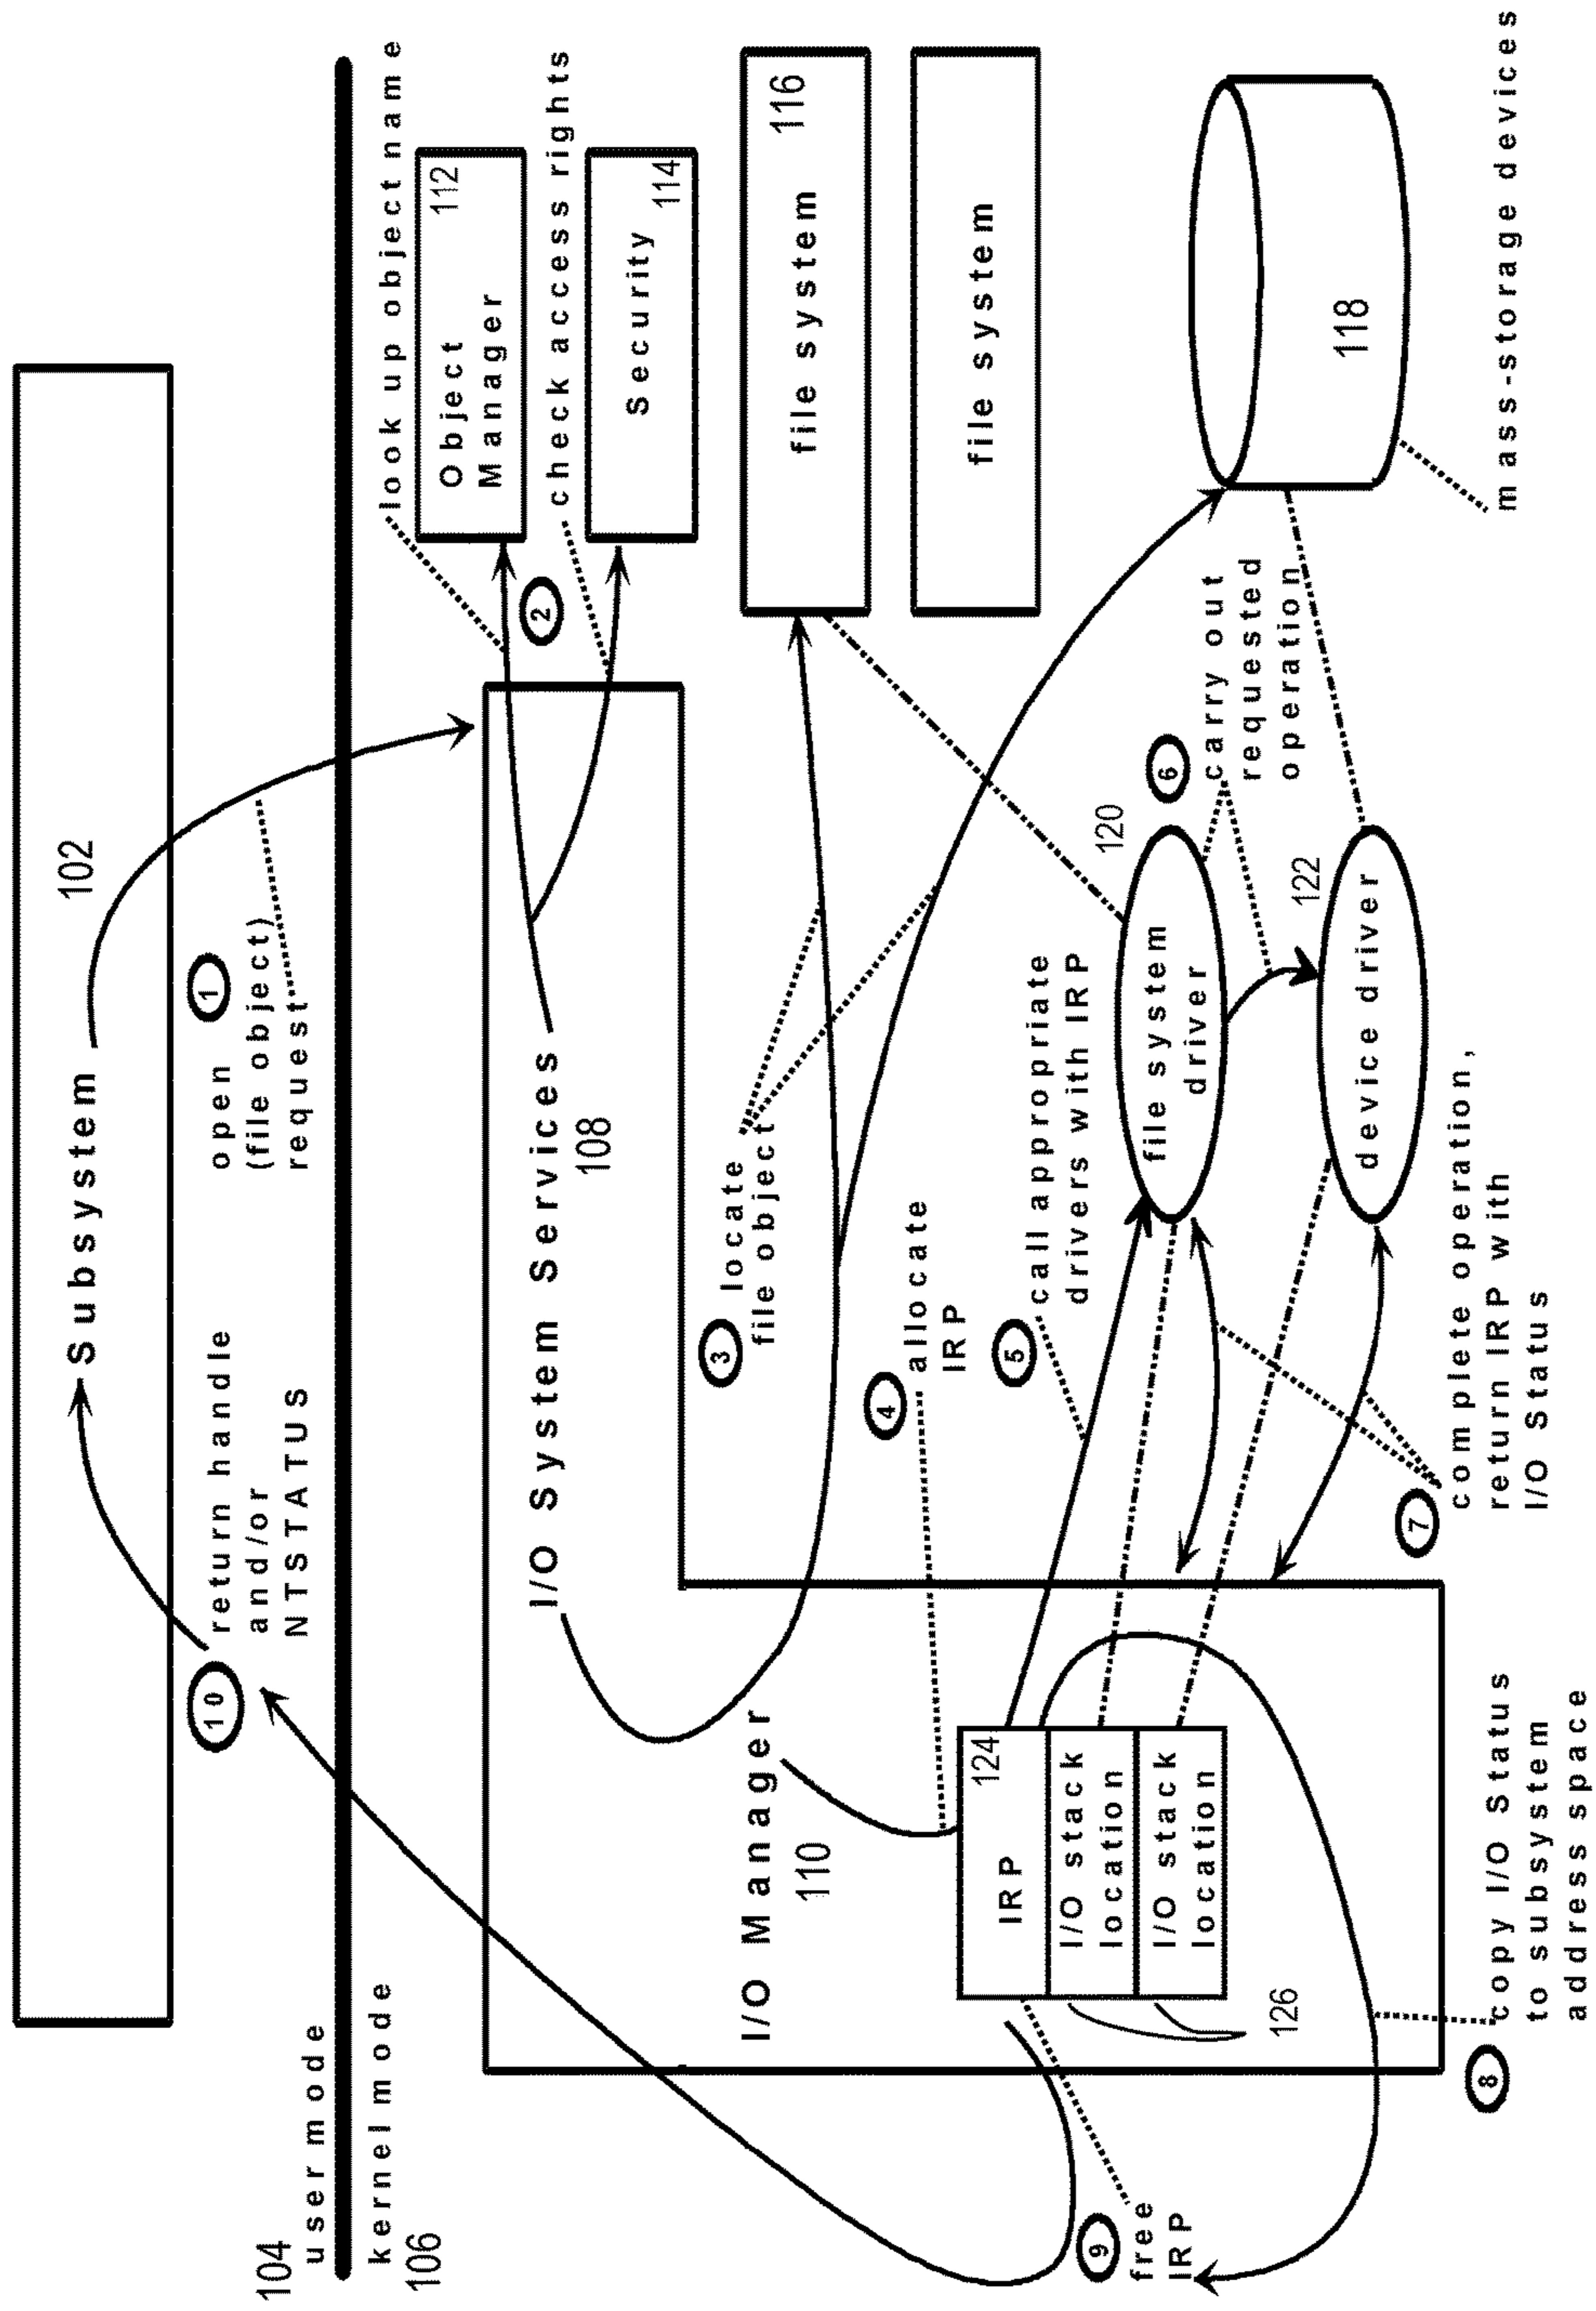 Subsystem
102
104
user mode
kernel mode
106
1
open
(file object)
request
10
return handle
and/or
NTSTATUS
look up object name
Object
Manager
112
2
check access rights
Security
114
I/O System Services
108
3
locate
file object
file system
116
file system
I/O Manager
110
4
allocate
IRP
5
call appropriate
drivers with IRP
6
carry out
requested
operation
120
file system
driver
122
device driver
118
mass-storage devices
IRP
124
I/O stack
location
I/O stack
location
126
7
complete operation,
return IRP with
I/O Status
8
copy I/O Status
to subsystem
address space
9
free
IRP